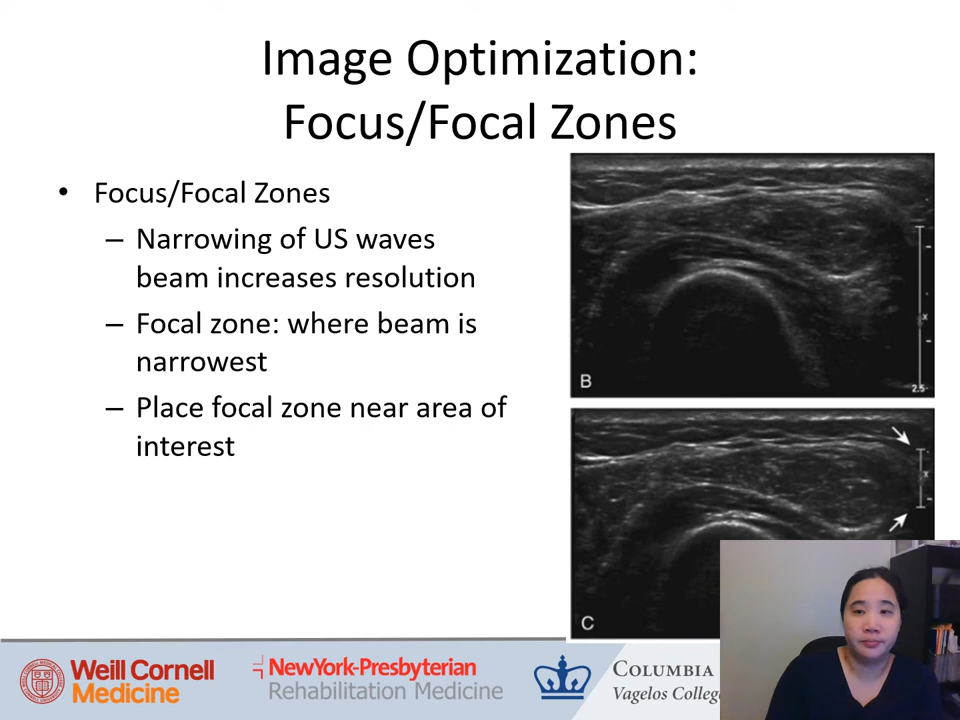 Image Optimization:
Focus/Focal Zones
• Focus/Focal Zones
– Narrowing of US waves
beam increases resolution
– Focal zone: where beam is
narrowest
– Place focal zone near area of
interest
B
x
2.5
x
C
Weill Cornell
Medicine
NewYork-Presbyterian
Rehabilitation Medicine
COLUMBIA
Vagelos College